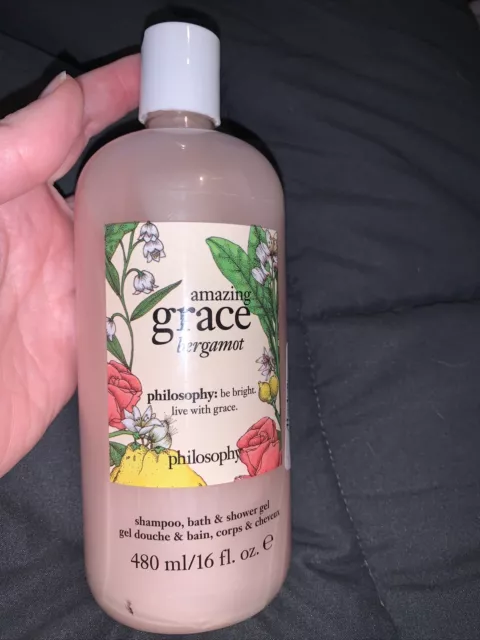 amazing
grace
bergamot
philosophy: be bright.
live with grace.
philosophy
shampoo, bath & shower gel
gel douche & bain, corps & cheveux
480 ml/16 fl. oz. ℮